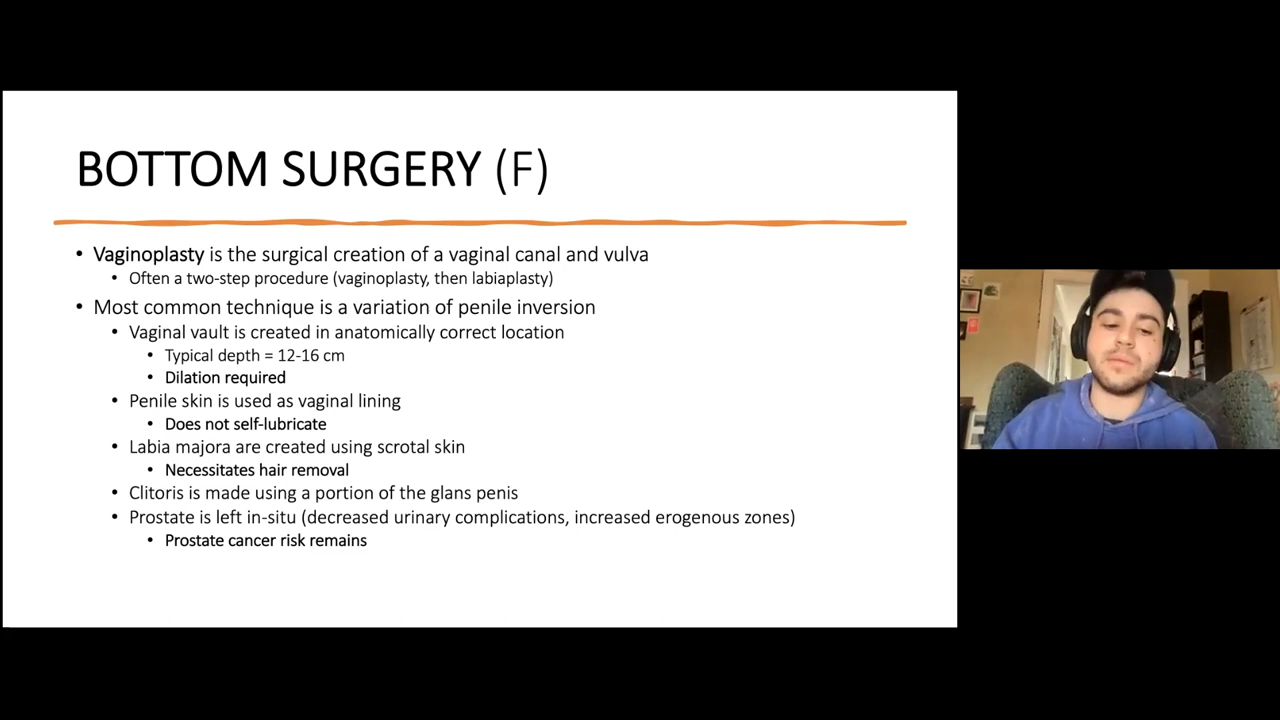 BOTTOM SURGERY (F)
• Vaginoplasty is the surgical creation of a vaginal canal and vulva
• Often a two-step procedure (vaginoplasty, then labiaplasty)
• Most common technique is a variation of penile inversion
• Vaginal vault is created in anatomically correct location
• Typical depth = 12-16 cm
• Dilation required
• Penile skin is used as vaginal lining
• Does not self-lubricate
• Labia majora are created using scrotal skin
• Necessitates hair removal
• Clitoris is made using a portion of the glans penis
• Prostate is left in-situ (decreased urinary complications, increased erogenous zones)
• Prostate cancer risk remains